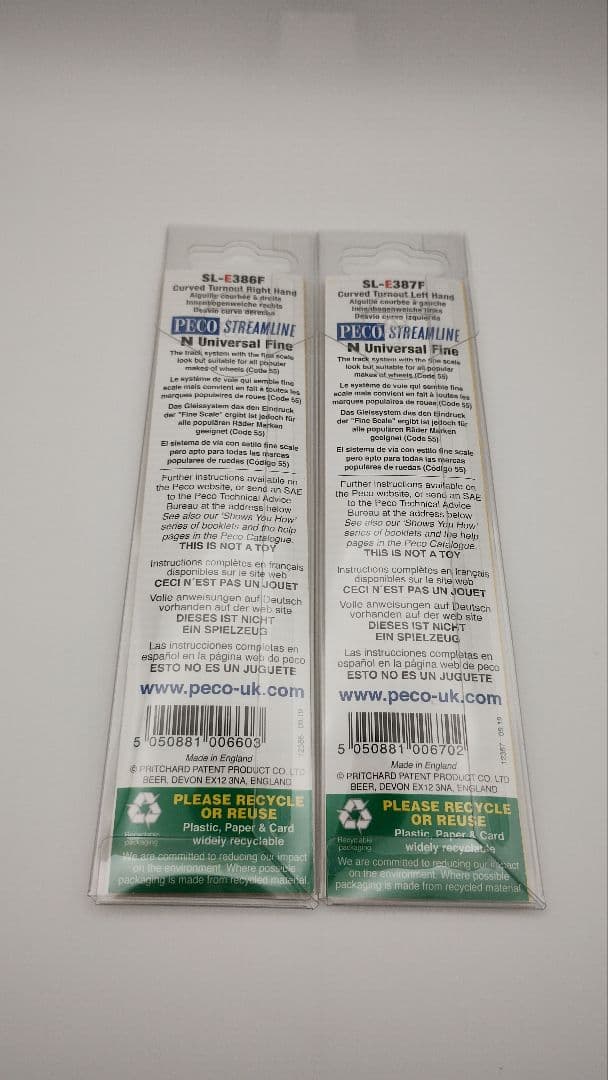 SL-E386F
Curved Turnout Right Hand
Aiguille courbée à droite
Innenbogenweiche rechts
Desvío curvo derecha
PECO STREAMLINE
N Universal Fine
The track system with the fine scale
look but suitable for all popular
makes of wheels (Code 55)
Le système de voie qui semble fine
scale mais convient en fait à toutes les
marques populaires de roues (Code 55)
Das Gleissystem das den Eindruck
der "Fine Scale" ergibt ist jedoch für
alle populären Räder Marken
geeignet (Code 55)
El sistema de vía con estilo fine scale
pero apto para todas las marcas
populares de ruedas (Código 55)
Further instructions available on
the Peco website, or send an SAE
to the Peco Technical Advice
Bureau at the address below
See also our 'Shows You How'
series of booklets and the help
pages in the Peco Catalogue.
THIS IS NOT A TOY
Instructions complètes en français
disponibles sur le site web
CECI N'EST PAS UN JOUET
Volle anweisungen auf Deutsch
vorhanden auf der web site
DIESES IST NICHT
EIN SPIELZEUG
Las instrucciones completas en
español en la página web de peco
ESTO NO ES UN JUGUETE
www.peco-uk.com
5 050881 006603
12386 09.19
Made in England
© PRITCHARD PATENT PRODUCT CO. LTD
BEER, DEVON EX12 3NA, ENGLAND
PLEASE RECYCLE
OR REUSE
Plastic, Paper & Card
widely recyclable
Recyclable
packaging
We are committed to reducing our impact
on the environment. Where possible
packaging is made from recycled material.
SL-E387F
Curved Turnout Left Hand
Aiguille courbée à gauche
Innenbogenweiche links
Desvío curvo izquierda
PECO STREAMLINE
N Universal Fine
The track system with the fine scale
look but suitable for all popular
makes of wheels (Code 55)
Le système de voie qui semble fine
scale mais convient en fait à toutes les
marques populaires de roues (Code 55)
Das Gleissystem das den Eindruck
der "Fine Scale" ergibt ist jedoch für
alle populären Räder Marken
geeignet (Code 55)
El sistema de vía con estilo fine scale
pero apto para todas las marcas
populares de ruedas (Código 55)
Further instructions available on
the Peco website, or send an SAE
to the Peco Technical Advice
Bureau at the address below
See also our 'Shows You How'
series of booklets and the help
pages in the Peco Catalogue.
THIS IS NOT A TOY
Instructions complètes en français
disponibles sur le site web
CECI N'EST PAS UN JOUET
Volle anweisungen auf Deutsch
vorhanden auf der web site
DIESES IST NICHT
EIN SPIELZEUG
Las instrucciones completas en
español en la página web de peco
ESTO NO ES UN JUGUETE
www.peco-uk.com
5 050881 006702
12387 09.19
Made in England
© PRITCHARD PATENT PRODUCT CO. LTD
BEER, DEVON EX12 3NA, ENGLAND
PLEASE RECYCLE
OR REUSE
Plastic, Paper & Card
widely recyclable
Recyclable
packaging
We are committed to reducing our impact
on the environment. Where possible
packaging is made from recycled material.